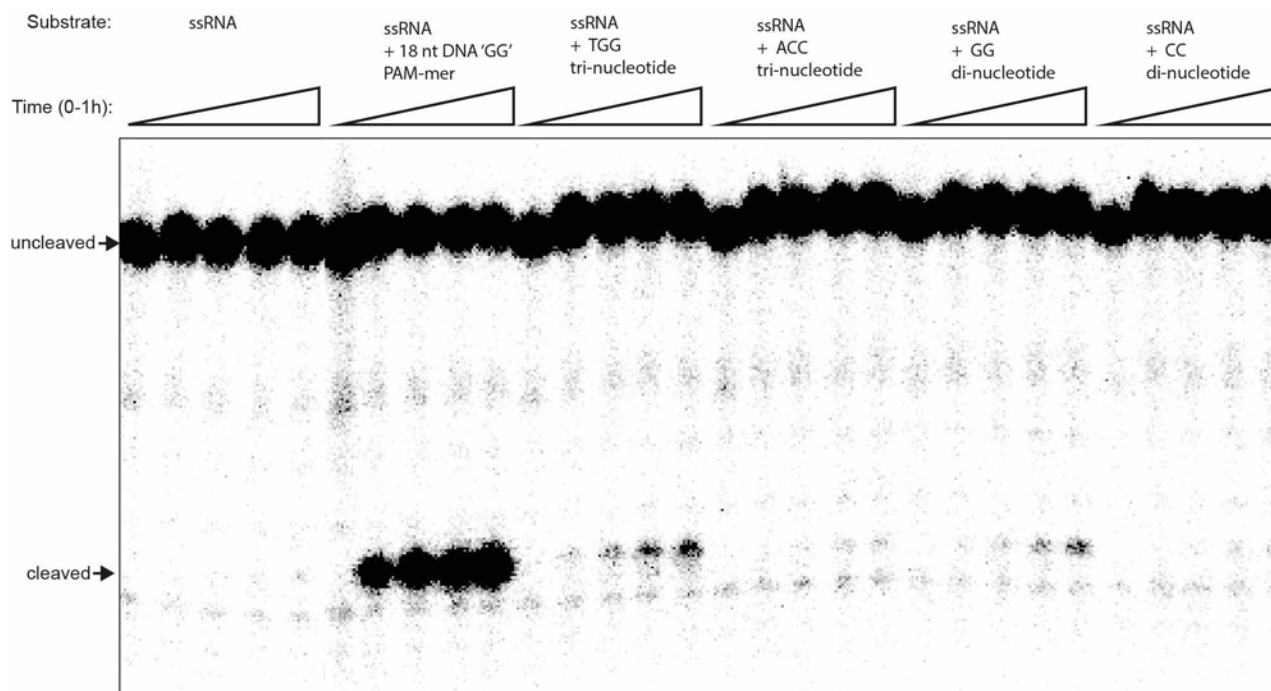 Substrate:
ssRNA
ssRNA
+ 18 nt DNA 'GG'
PAM-mer
ssRNA
+ TGG
tri-nucleotide
ssRNA
+ ACC
tri-nucleotide
ssRNA
+ GG
di-nucleotide
ssRNA
+ CC
di-nucleotide
Time (0-1h):
uncleaved
cleaved